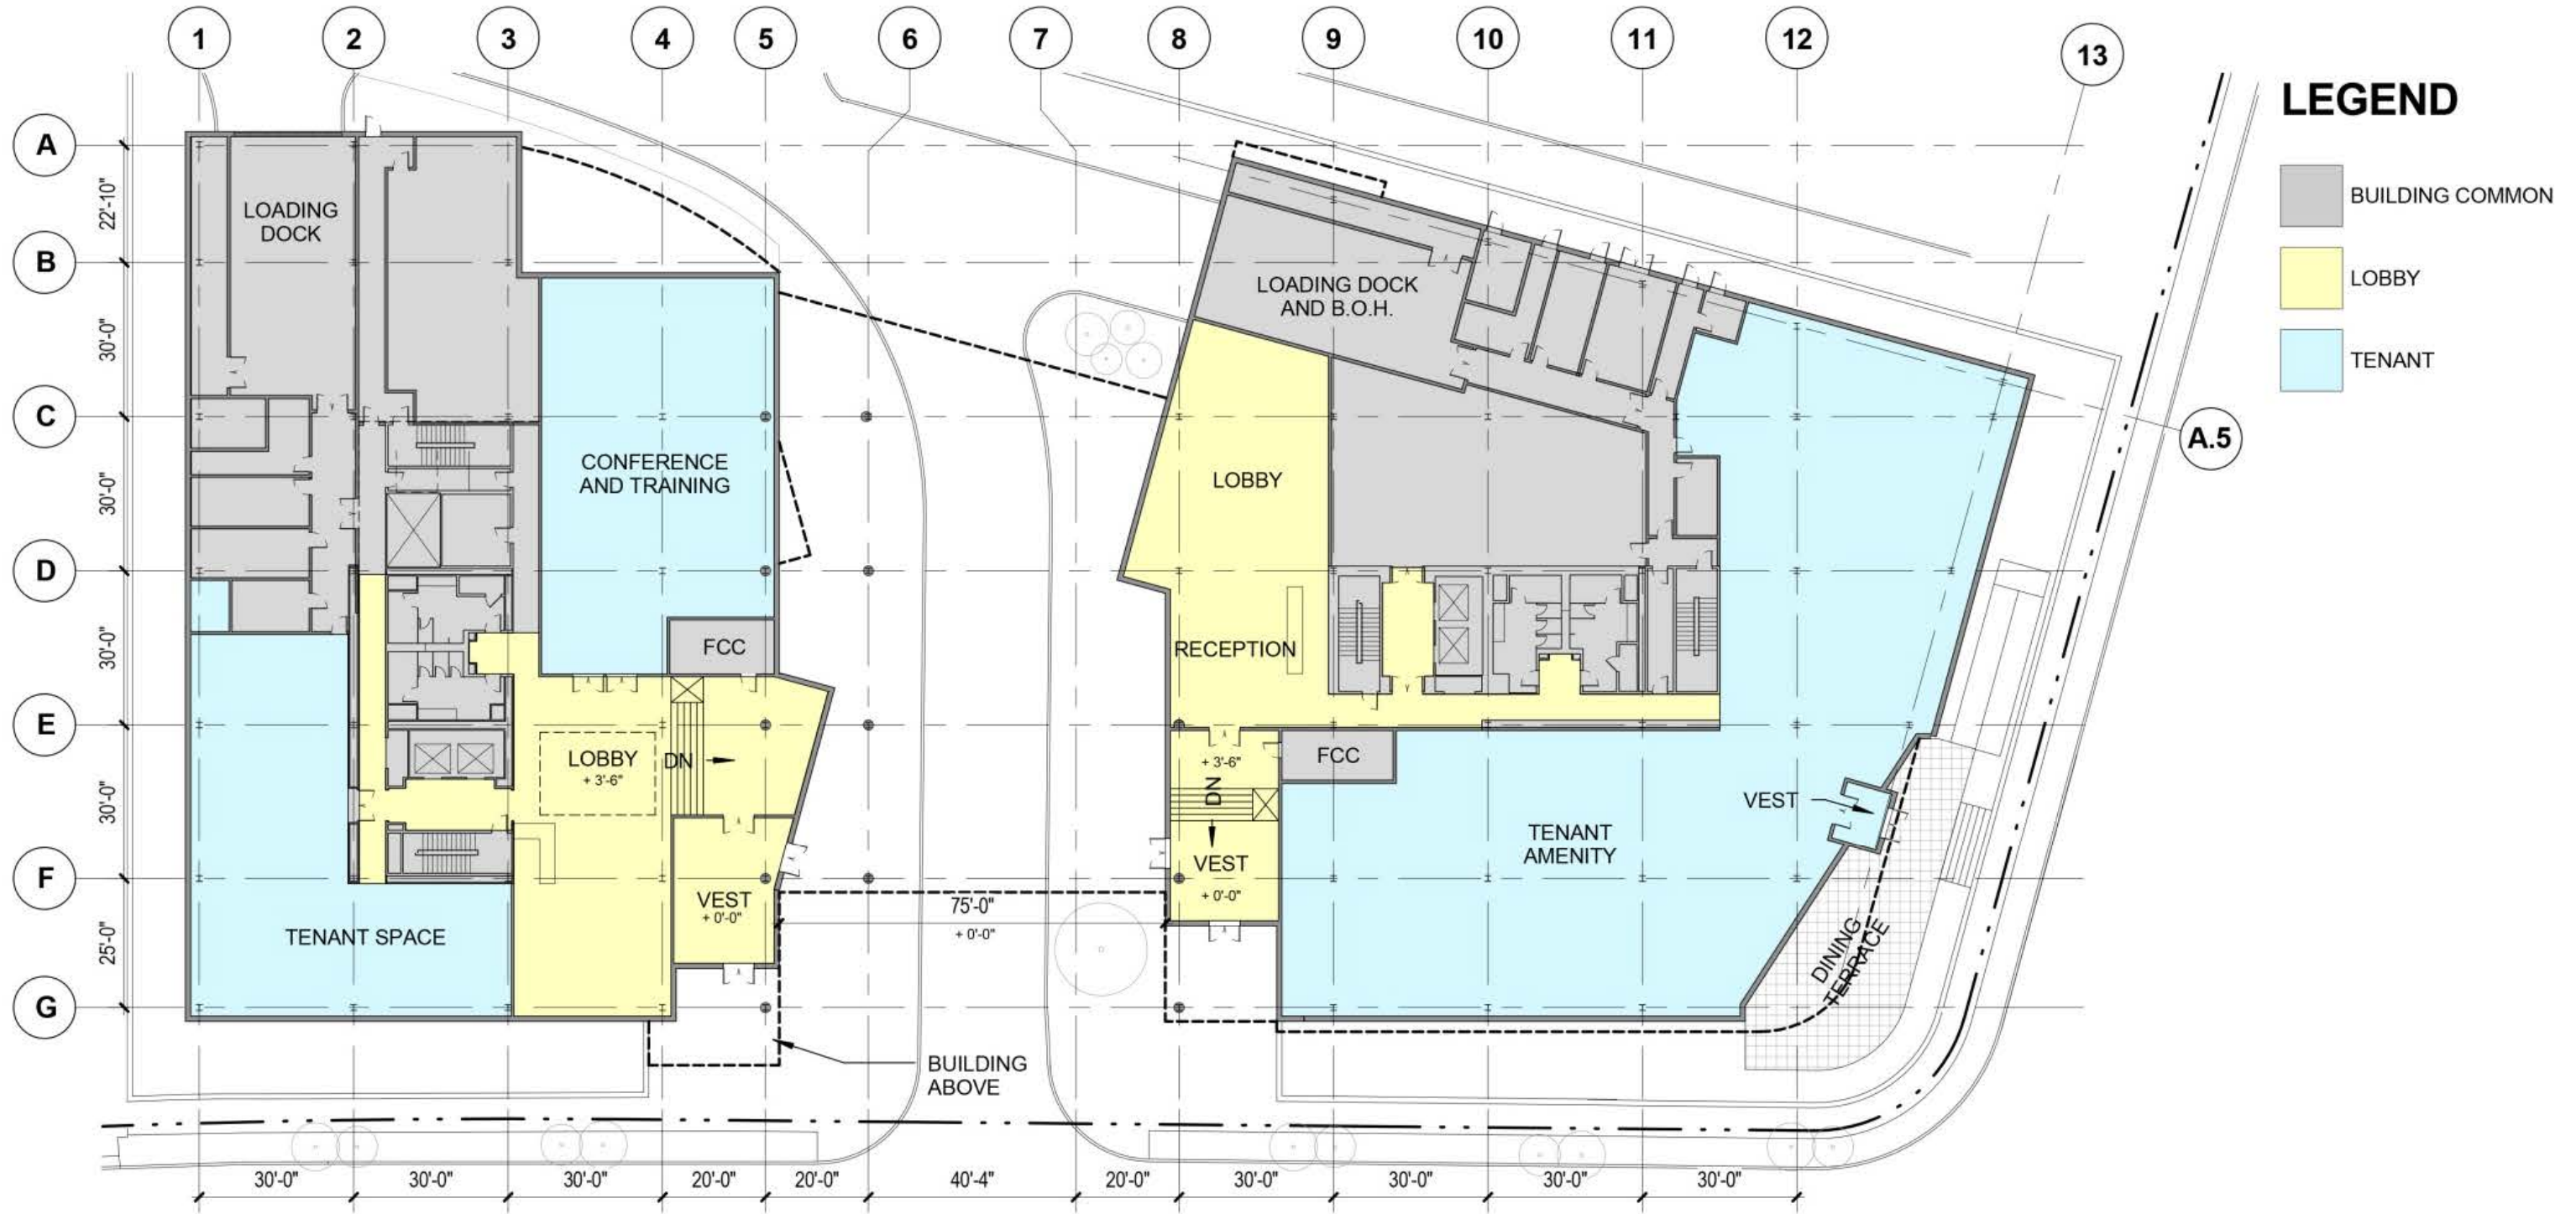 1
2
3
4
5
6
7
8
9
10
11
12
13
LEGEND
BUILDING COMMON
LOBBY
TENANT
A
B
C
D
E
F
G
A.5
22'-10"
30'-0"
30'-0"
30'-0"
30'-0"
25'-0"
LOADING
DOCK
CONFERENCE
AND TRAINING
FCC
LOBBY
+ 3'-6"
DN
VEST
+ 0'-0"
TENANT SPACE
75'-0"
+ 0'-0"
BUILDING
ABOVE
LOADING DOCK
AND B.O.H.
LOBBY
RECEPTION
+ 3'-6"
DN
FCC
VEST
+ 0'-0"
TENANT
AMENITY
VEST
DINING
TERRACE
30'-0"
30'-0"
30'-0"
20'-0"
20'-0"
40'-4"
20'-0"
30'-0"
30'-0"
30'-0"
30'-0"